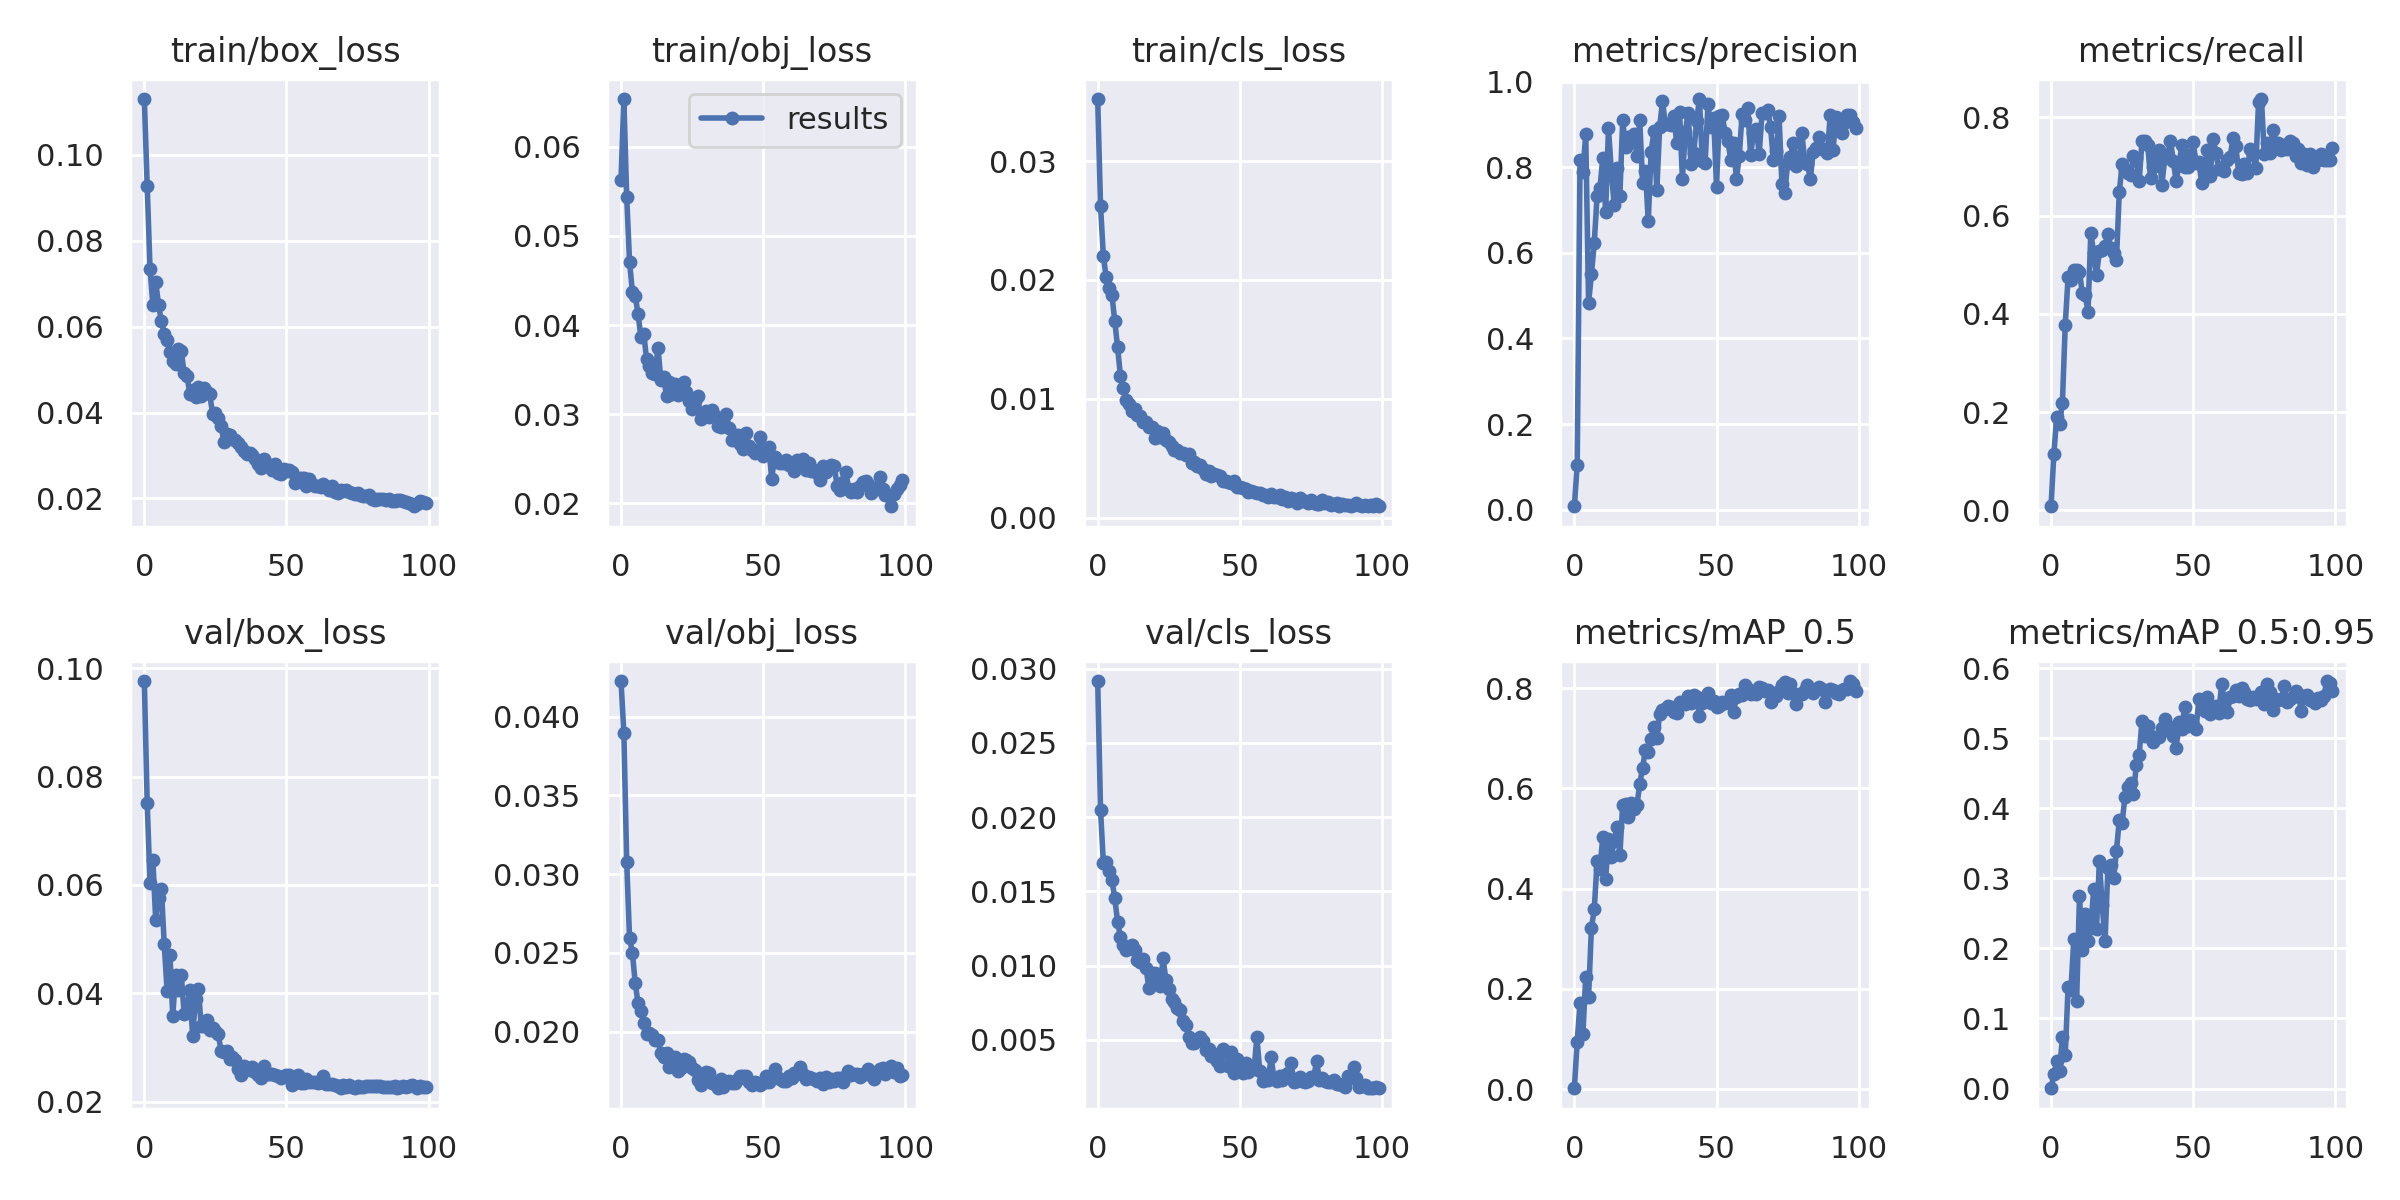 train/box_loss
0.10
0.08
0.06
0.04
0.02
0 50 100
train/obj_loss
results
0.06
0.05
0.04
0.03
0.02
0 50 100
train/cls_loss
0.03
0.02
0.01
0.00
0 50 100
metrics/precision
1.0
0.8
0.6
0.4
0.2
0.0
0 50 100
metrics/recall
0.8
0.6
0.4
0.2
0.0
0 50 100
val/box_loss
0.10
0.08
0.06
0.04
0.02
0 50 100
val/obj_loss
0.040
0.035
0.030
0.025
0.020
0 50 100
val/cls_loss
0.030
0.025
0.020
0.015
0.010
0.005
0 50 100
metrics/mAP_0.5
0.8
0.6
0.4
0.2
0.0
0 50 100
metrics/mAP_0.5:0.95
0.6
0.5
0.4
0.3
0.2
0.1
0.0
0 50 100